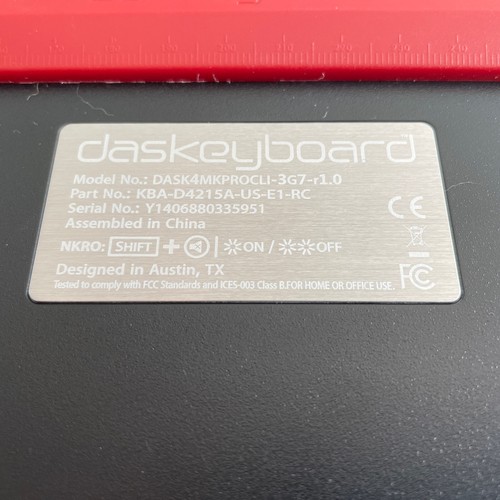 daskeyboard
Model No.: DASK4MKPROCLI-3G7-r1.0
Part No.: KBA-D4215A-US-E1-RC
Serial No.: Y1406880335951
Assembled in China
CE
NKRO: SHIFT + | ON / OFF
Designed in Austin, TX
FC
Tested to comply with FCC Standards and ICES-003 Class B.FOR HOME OR OFFICE USE.